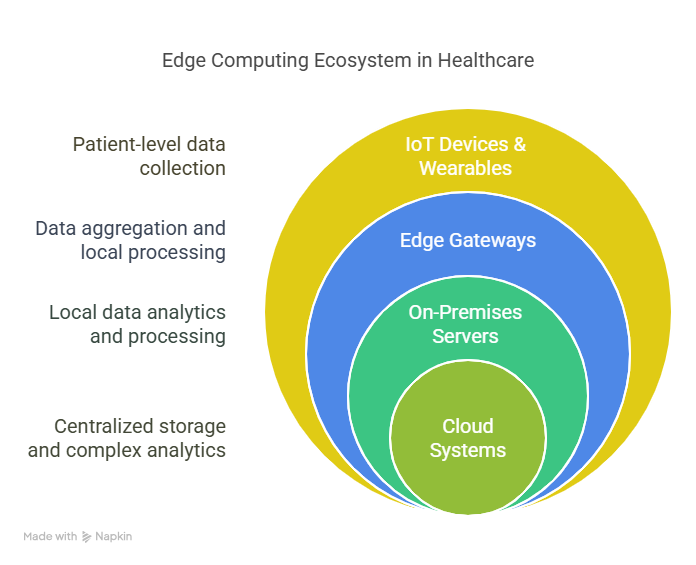 Edge Computing Ecosystem in Healthcare
Patient-level data
collection
IoT Devices &
Wearables
Data aggregation and
local processing
Edge Gateways
Local data analytics
and processing
On-Premises
Servers
Centralized storage
and complex analytics
Cloud
Systems
Made with Napkin